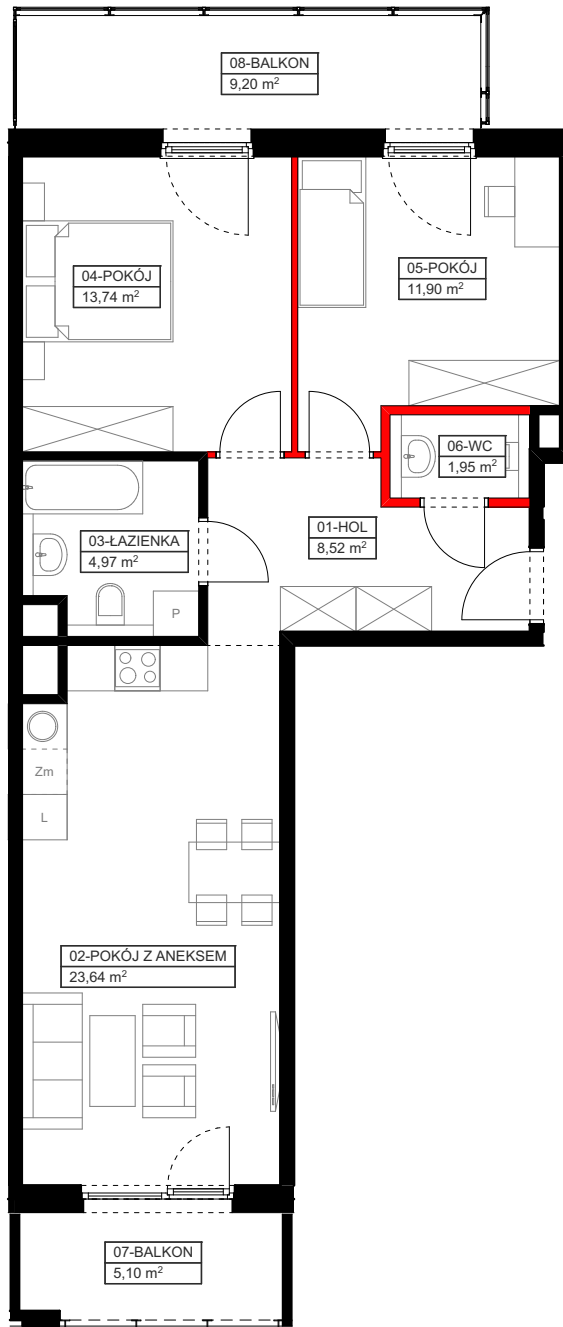 08-BALKON
9,20 m²
04-POKÓJ
13,74 m²
05-POKÓJ
11,90 m²
06-WC
1,95 m²
01-HOL
8,52 m²
03-ŁAZIENKA
4,97 m²
P
Zm
L
02-POKÓJ Z ANEKSEM
23,64 m²
07-BALKON
5,10 m²